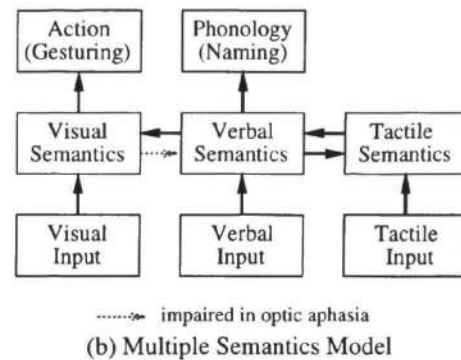 Action
(Gesturing)
Phonology
(Naming)
Visual
Semantics
Verbal
Semantics
Tactile
Semantics
Visual
Input
Verbal
Input
Tactile
Input
impaired in optic aphasia
(b) Multiple Semantics Model